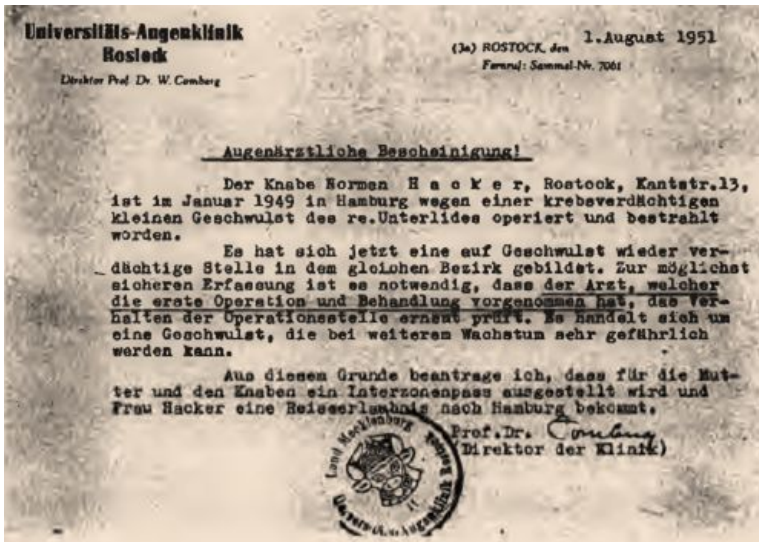 Universitäts-Augenklinik
Rostock
Direktor Prof. Dr. W. Comberg
(3a) ROSTOCK, den 1.August 1951
Fernruf: Sammel-Nr. 7061
Augenärztliche Bescheinigung!
Der Knabe Normen H a c k e r, Rostock, Kantstr.13,
ist im Januar 1949 in Hamburg wegen einer krebsverdächtigen
kleinen Geschwulst des re.Unterlides operiert und bestrahlt
worden.
Es hat sich jetzt eine auf Geschwulst wieder ver-
dächtige Stelle in dem gleichen Bezirk gebildet. Zur möglichst
sicheren Erfassung ist es notwendig, dass der Arzt, welcher
die erste Operation und Behandlung vorgenommen hat, das Ver-
halten der Operationsstelle erneut prüft. Es handelt sich um
eine Geschwulst, die bei weiterem Wachstum sehr gefährlich
werden kann.
Aus diesem Grunde beantrage ich, dass für die Mut-
ter und den Knaben ein Interzonenpass ausgestellt wird und
Frau Hacker eine Reiseerlaubnis nach Hamburg bekommt.
Prof.Dr. Comberg
(Direktor der Klinik)
Land Mecklenburg
Universitäts-Augenklinik Rostock